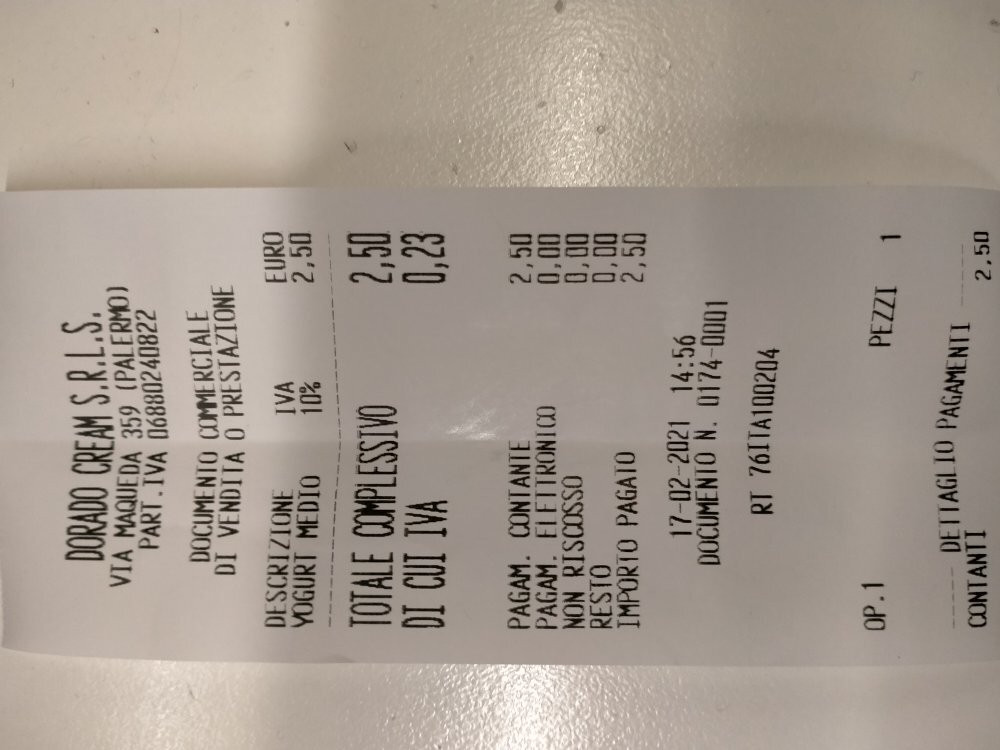 DORADO CREAM S.R.L.S.
VIA MAQUEDA 359 (PALERMO)
PART.IVA 06880240822
DOCUMENTO COMMERCIALE
DI VENDITA O PRESTAZIONE
DESCRIZIONE IVA EURO
YOGURT MEDIO 10% 2,50
TOTALE COMPLESSIVO 2,50
DI CUI IVA 0,23
PAGAM. CONTANTE 2,50
PAGAM. ELETTRONICO 0,00
NON RISCOSSO 0,00
RESTO 0,00
IMPORTO PAGATO 2,50
17-02-2021 14:56
DOCUMENTO N. 0174-0001
RT 76ITA100204
OP.1 PEZZI 1
----- DETTAGLIO PAGAMENTI -----
CONTANTI 2,50